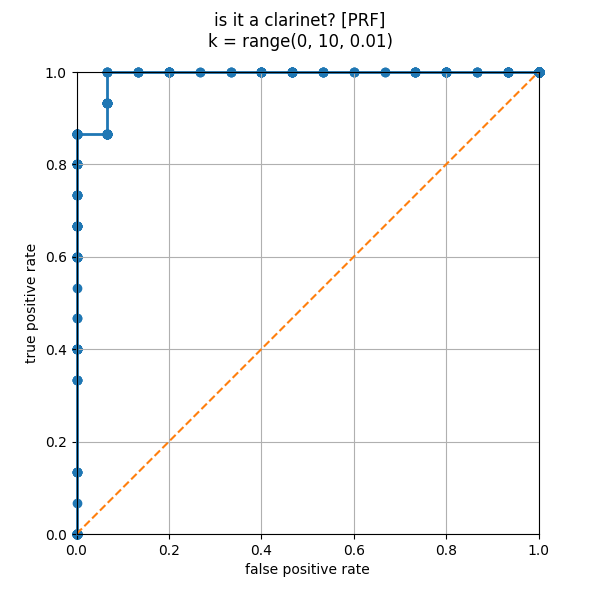 is it a clarinet? [PRF]
k = range(0, 10, 0.01)
1.0
0.8
0.6
0.4
0.2
0.0
true positive rate
0.0 0.2 0.4 0.6 0.8 1.0
false positive rate